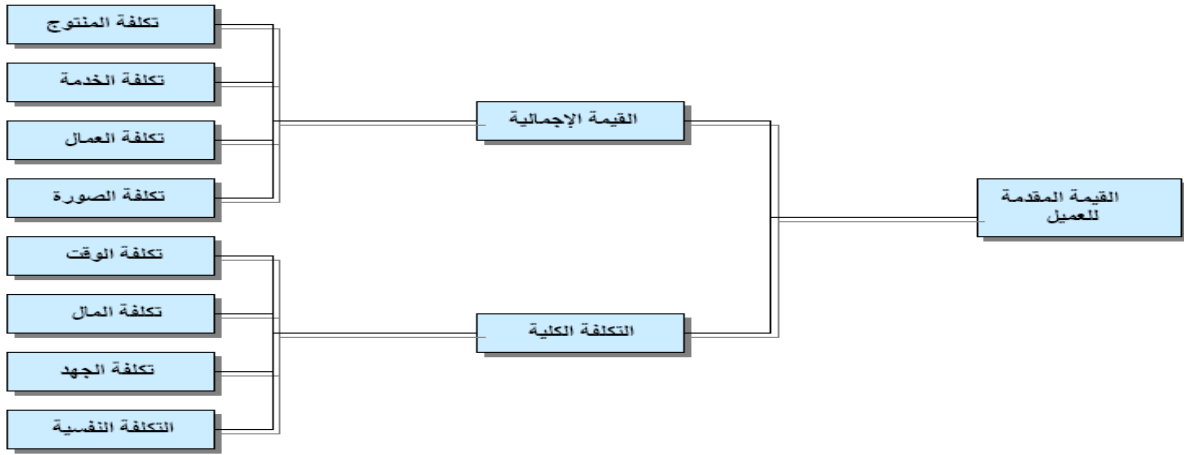 القيمة المقدمة
للعميل
القيمة الإجمالية
تكلفة المنتوج
تكلفة الخدمة
تكلفة العمال
تكلفة الصورة
التكلفة الكلية
تكلفة الوقت
تكلفة المال
تكلفة الجهد
التكلفة النفسية